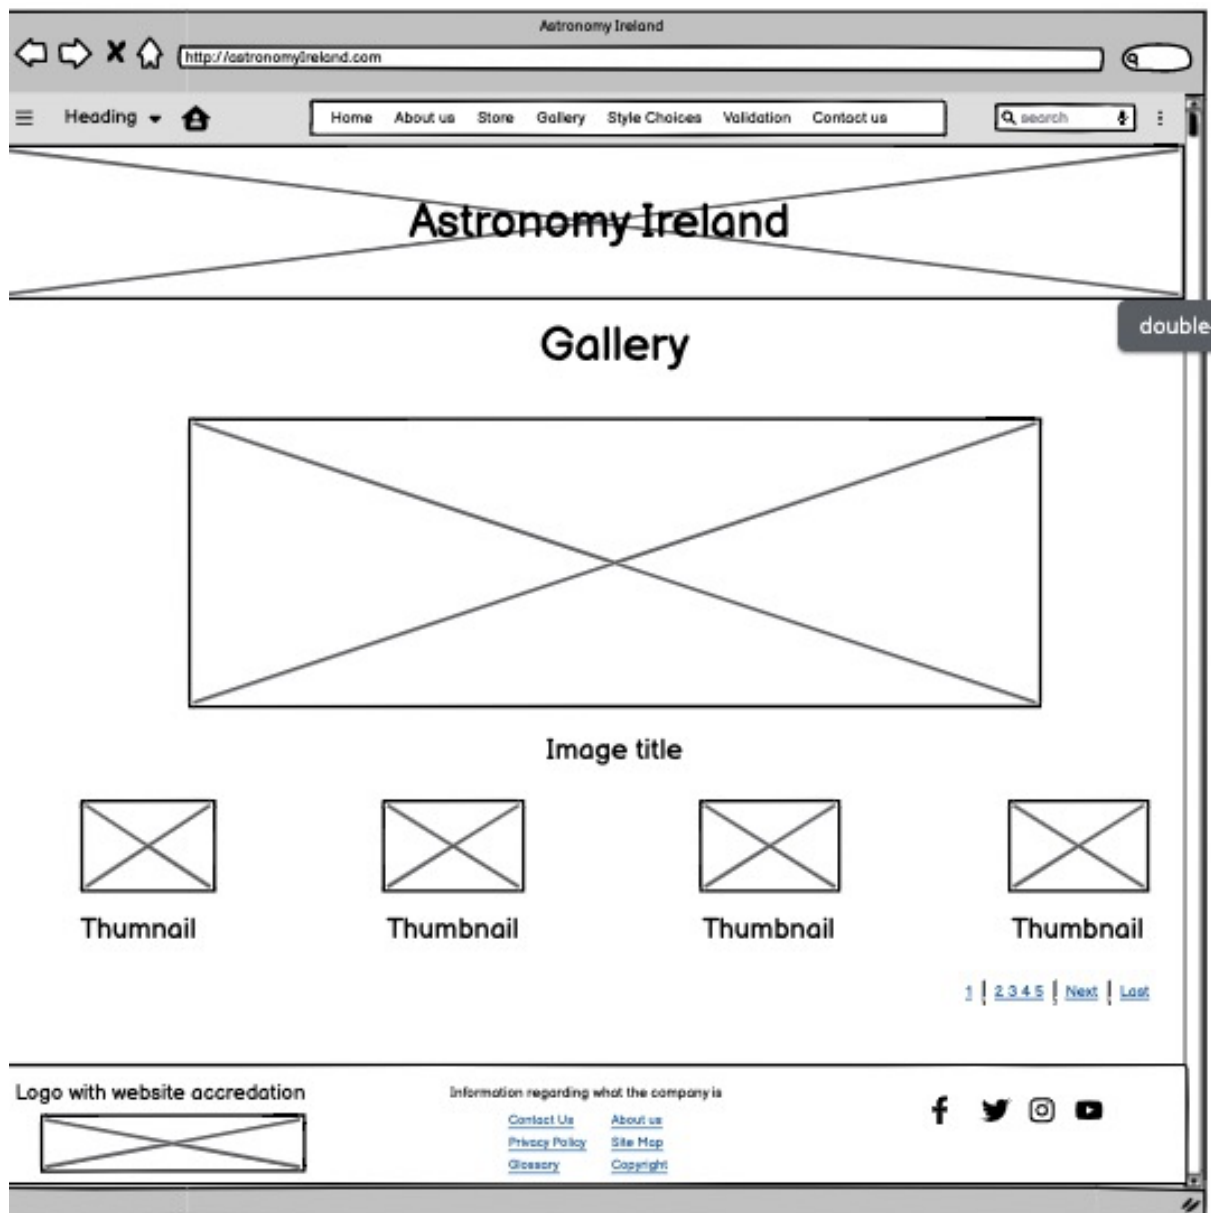 Astronomy Ireland
http://astronomyIreland.com
Heading
Home About us Store Gallery Style Choices Validation Contact us
search
Astronomy Ireland
Gallery
double
Image title
Thumnail Thumbnail Thumbnail Thumbnail
1 | 2 3 4 5 | Next | Last
Logo with website accredation
Information regarding what the company is
Contact Us About us
Privacy Policy Site Map
Glossary Copyright